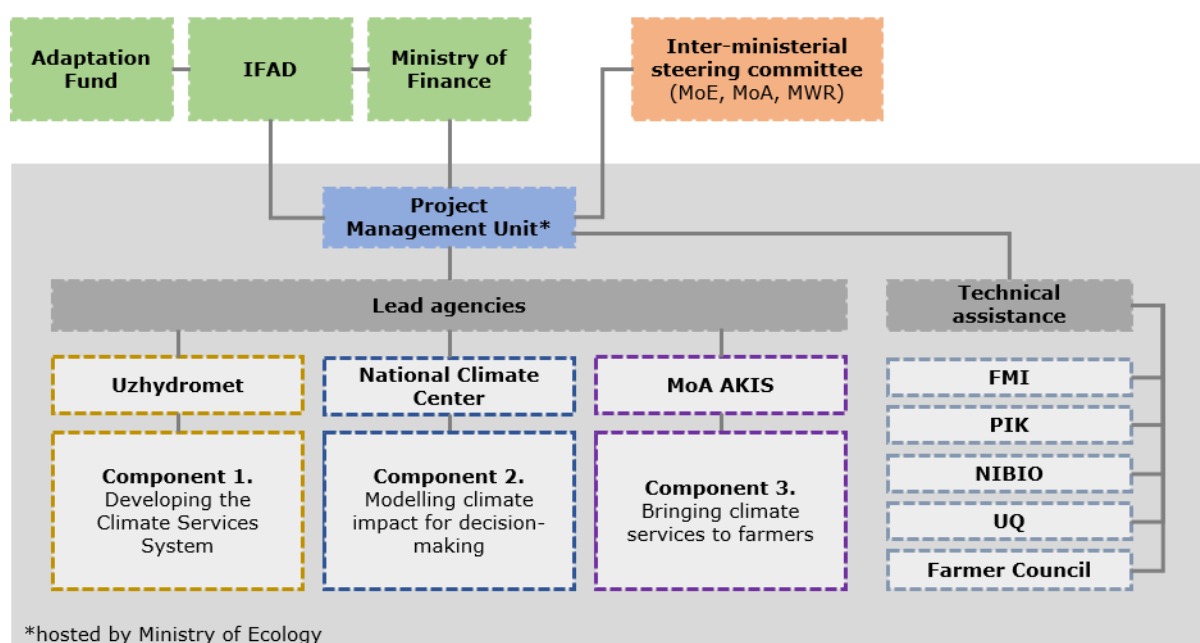 Adaptation
Fund
IFAD
Ministry of
Finance
Inter-ministerial
steering committee
(MoE, MoA, MWR)
Project
Management Unit*
Lead agencies
Technical
assistance
Uzhydromet
National Climate
Center
MoA AKIS
Component 1.
Developing the
Climate Services
System
Component 2.
Modelling climate
impact for decision-
making
Component 3.
Bringing climate
services to farmers
FMI
PIK
NIBIO
UQ
Farmer Council
*hosted by Ministry of Ecology